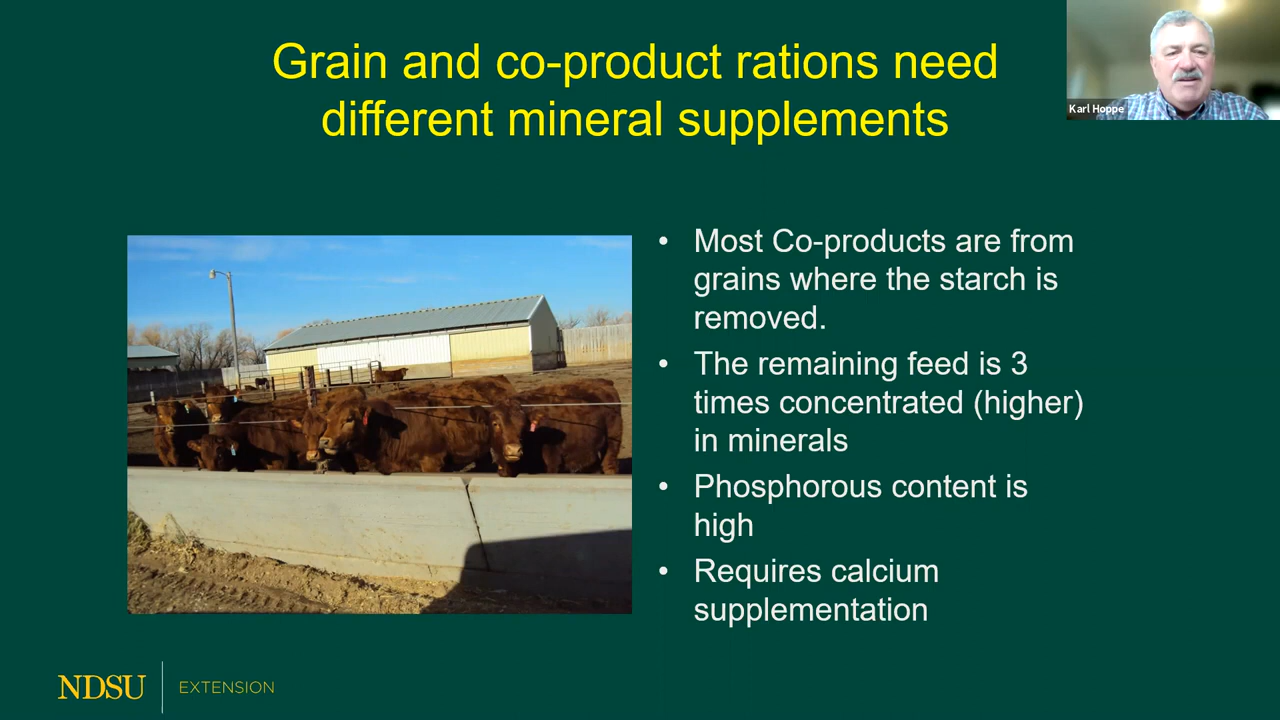 Grain and co-product rations need
different mineral supplements
Karl Hoppe
• Most Co-products are from
grains where the starch is
removed.
• The remaining feed is 3
times concentrated (higher)
in minerals
• Phosphorous content is
high
• Requires calcium
supplementation
NDSU EXTENSION